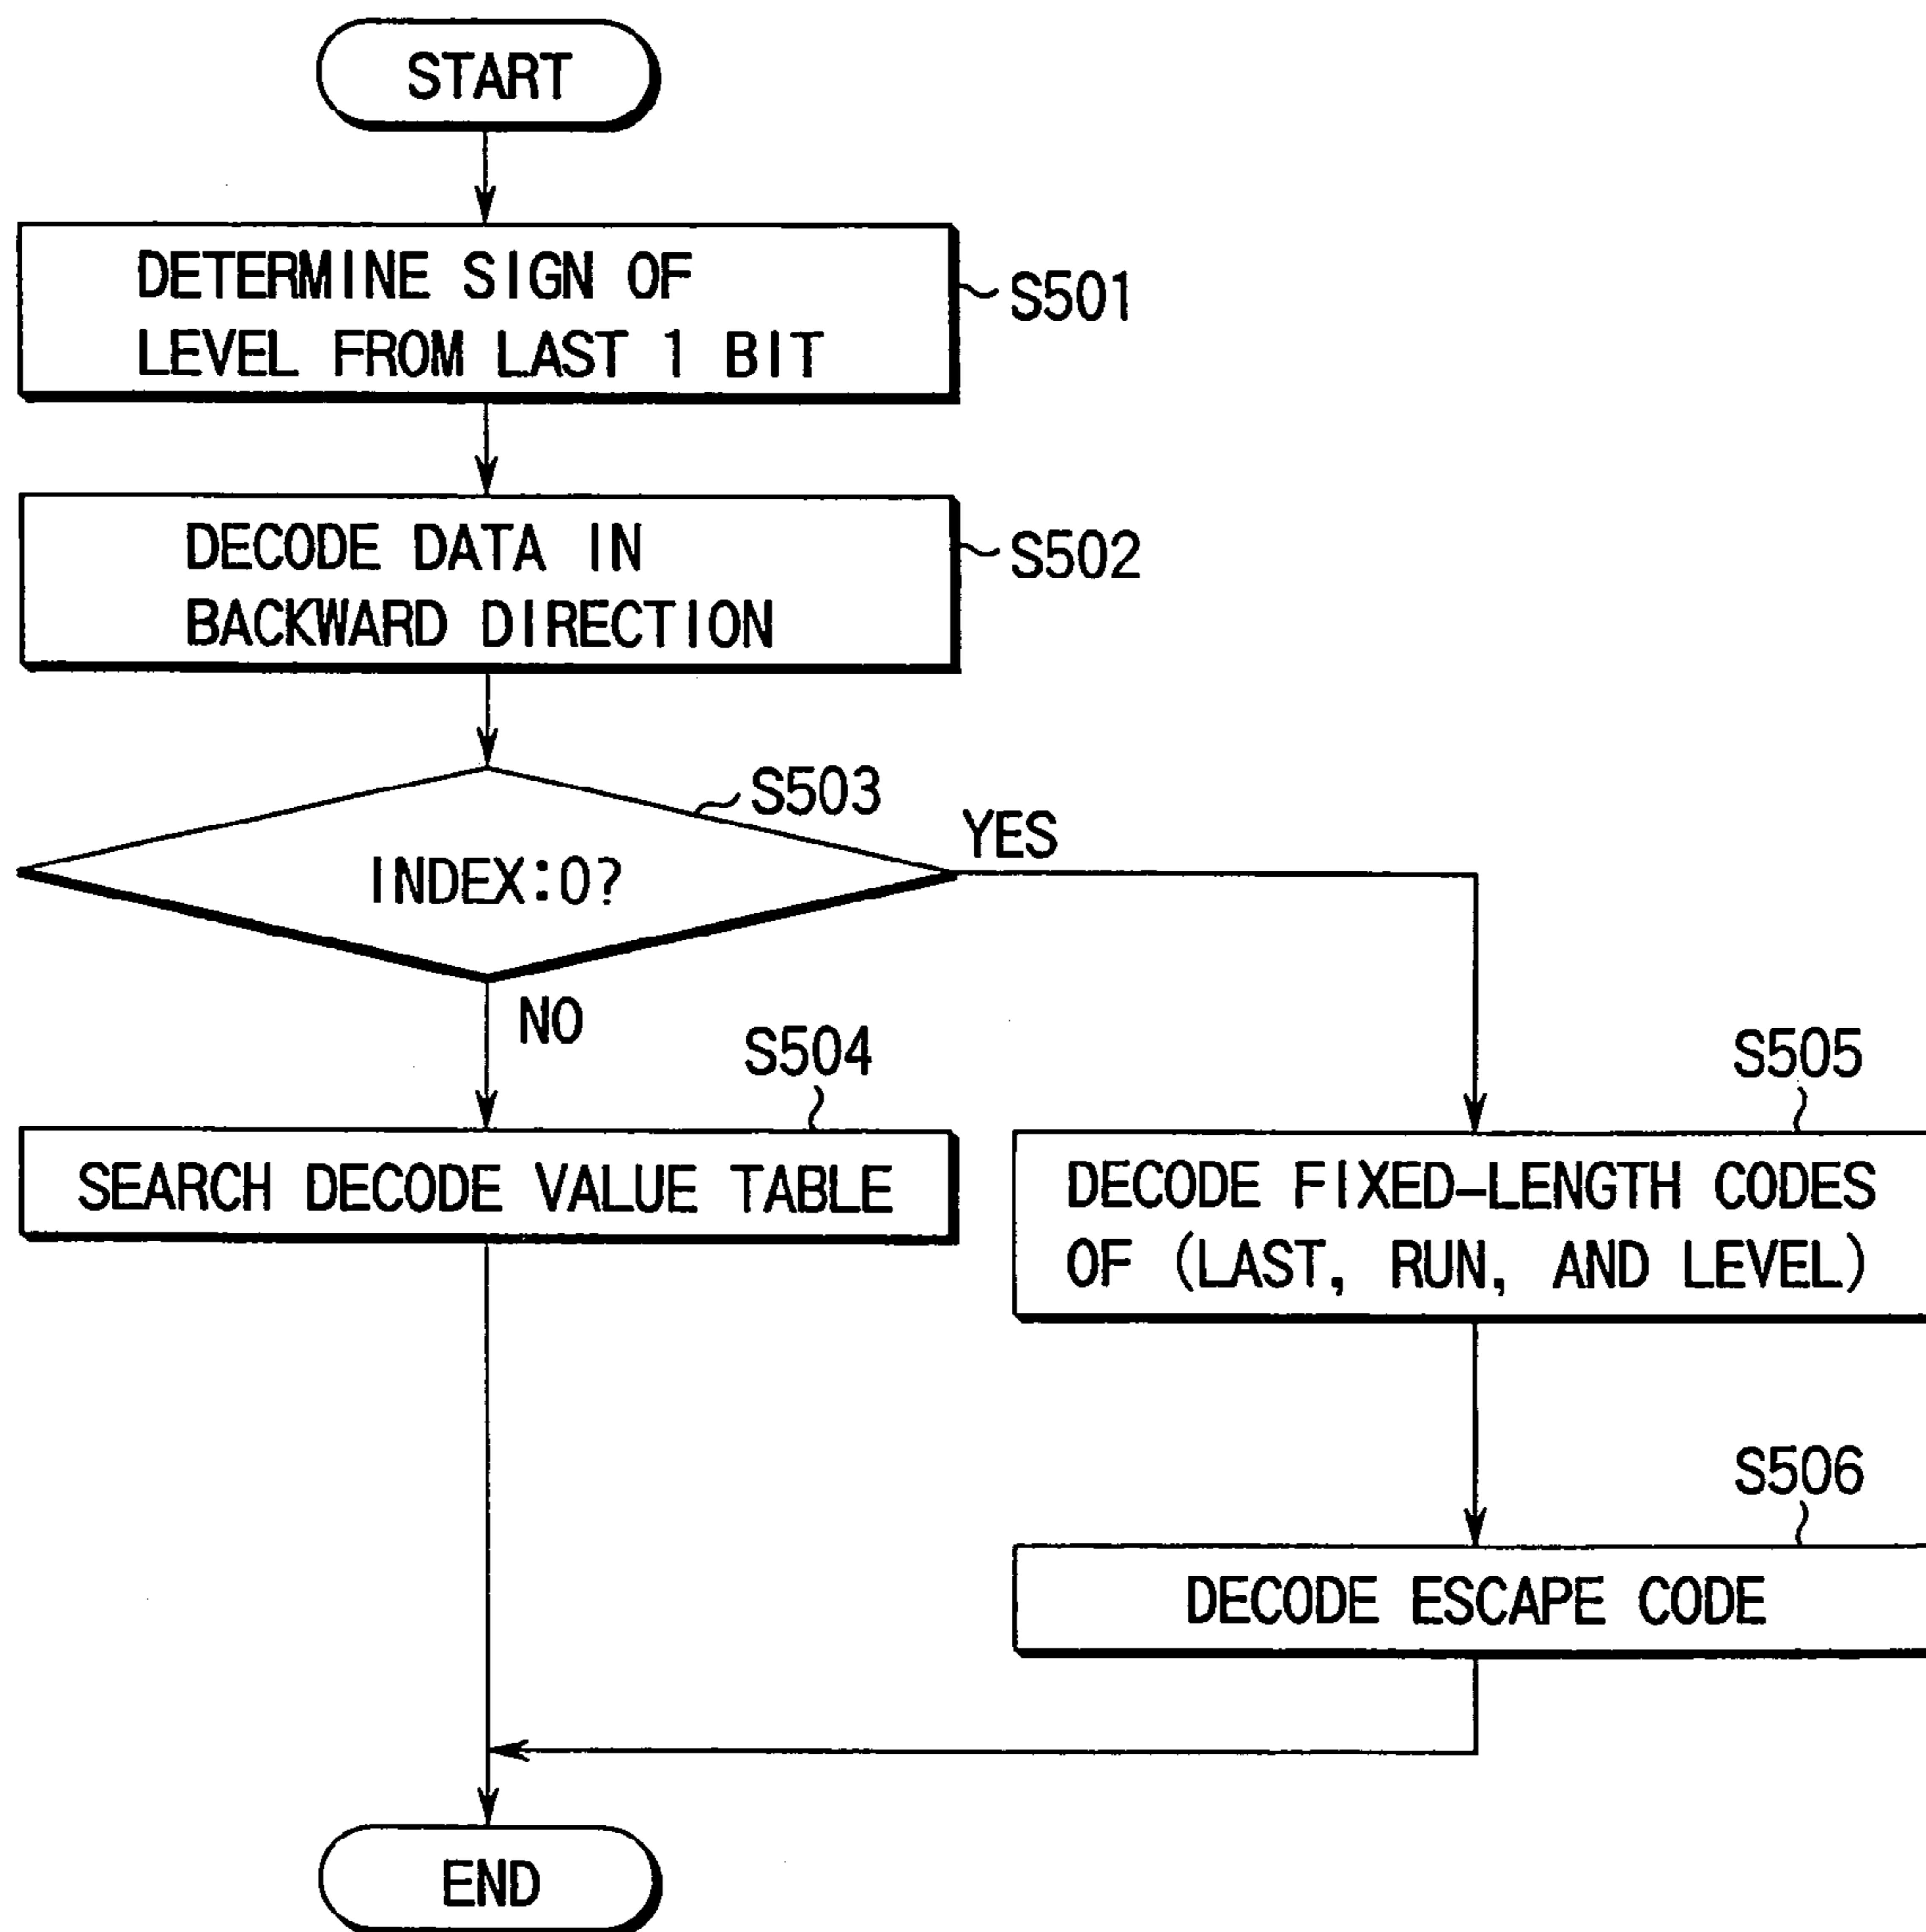 START
DETERMINE SIGN OF
LEVEL FROM LAST 1 BIT
S501
DECODE DATA IN
BACKWARD DIRECTION
S502
S503
INDEX:0?
YES
NO
S504
SEARCH DECODE VALUE TABLE
S505
DECODE FIXED-LENGTH CODES
OF (LAST, RUN, AND LEVEL)
S506
DECODE ESCAPE CODE
END